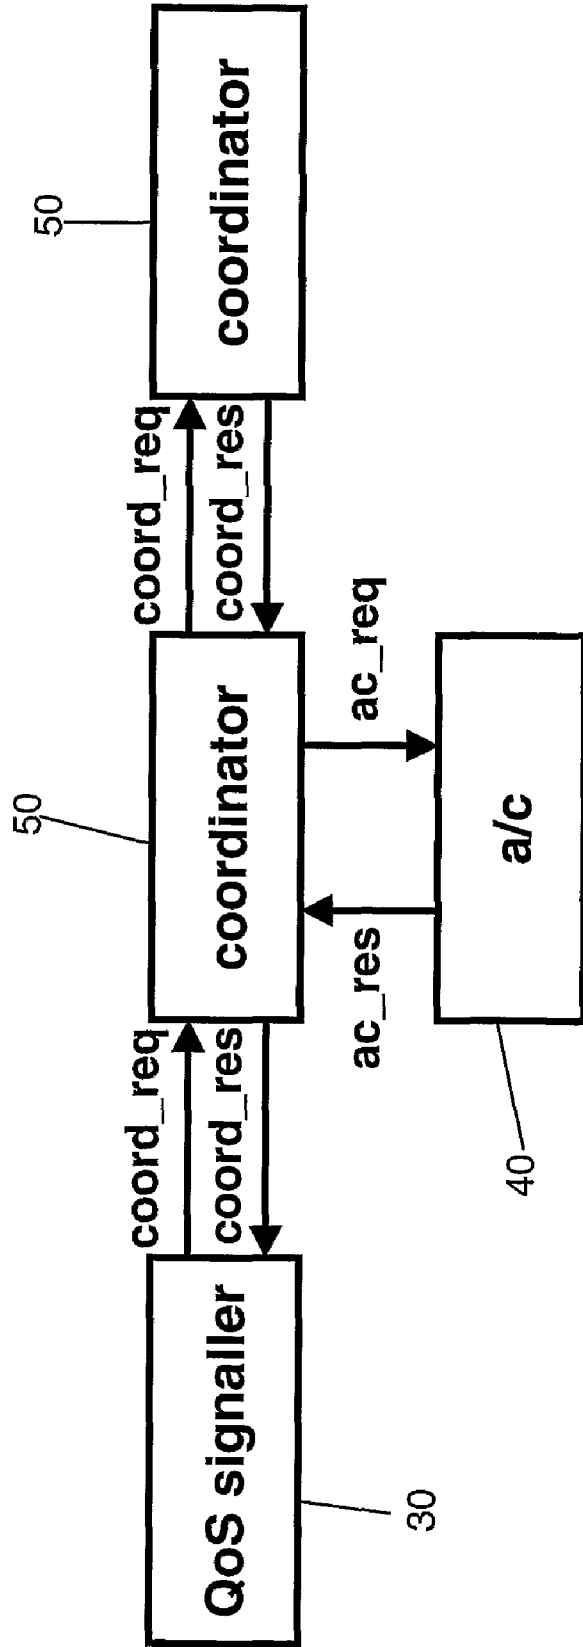 50
50
coord_req
coord_req
QoS signaller
coordinator
coordinator
coord_res
coord_res
30
ac_res
ac_req
40
a/c